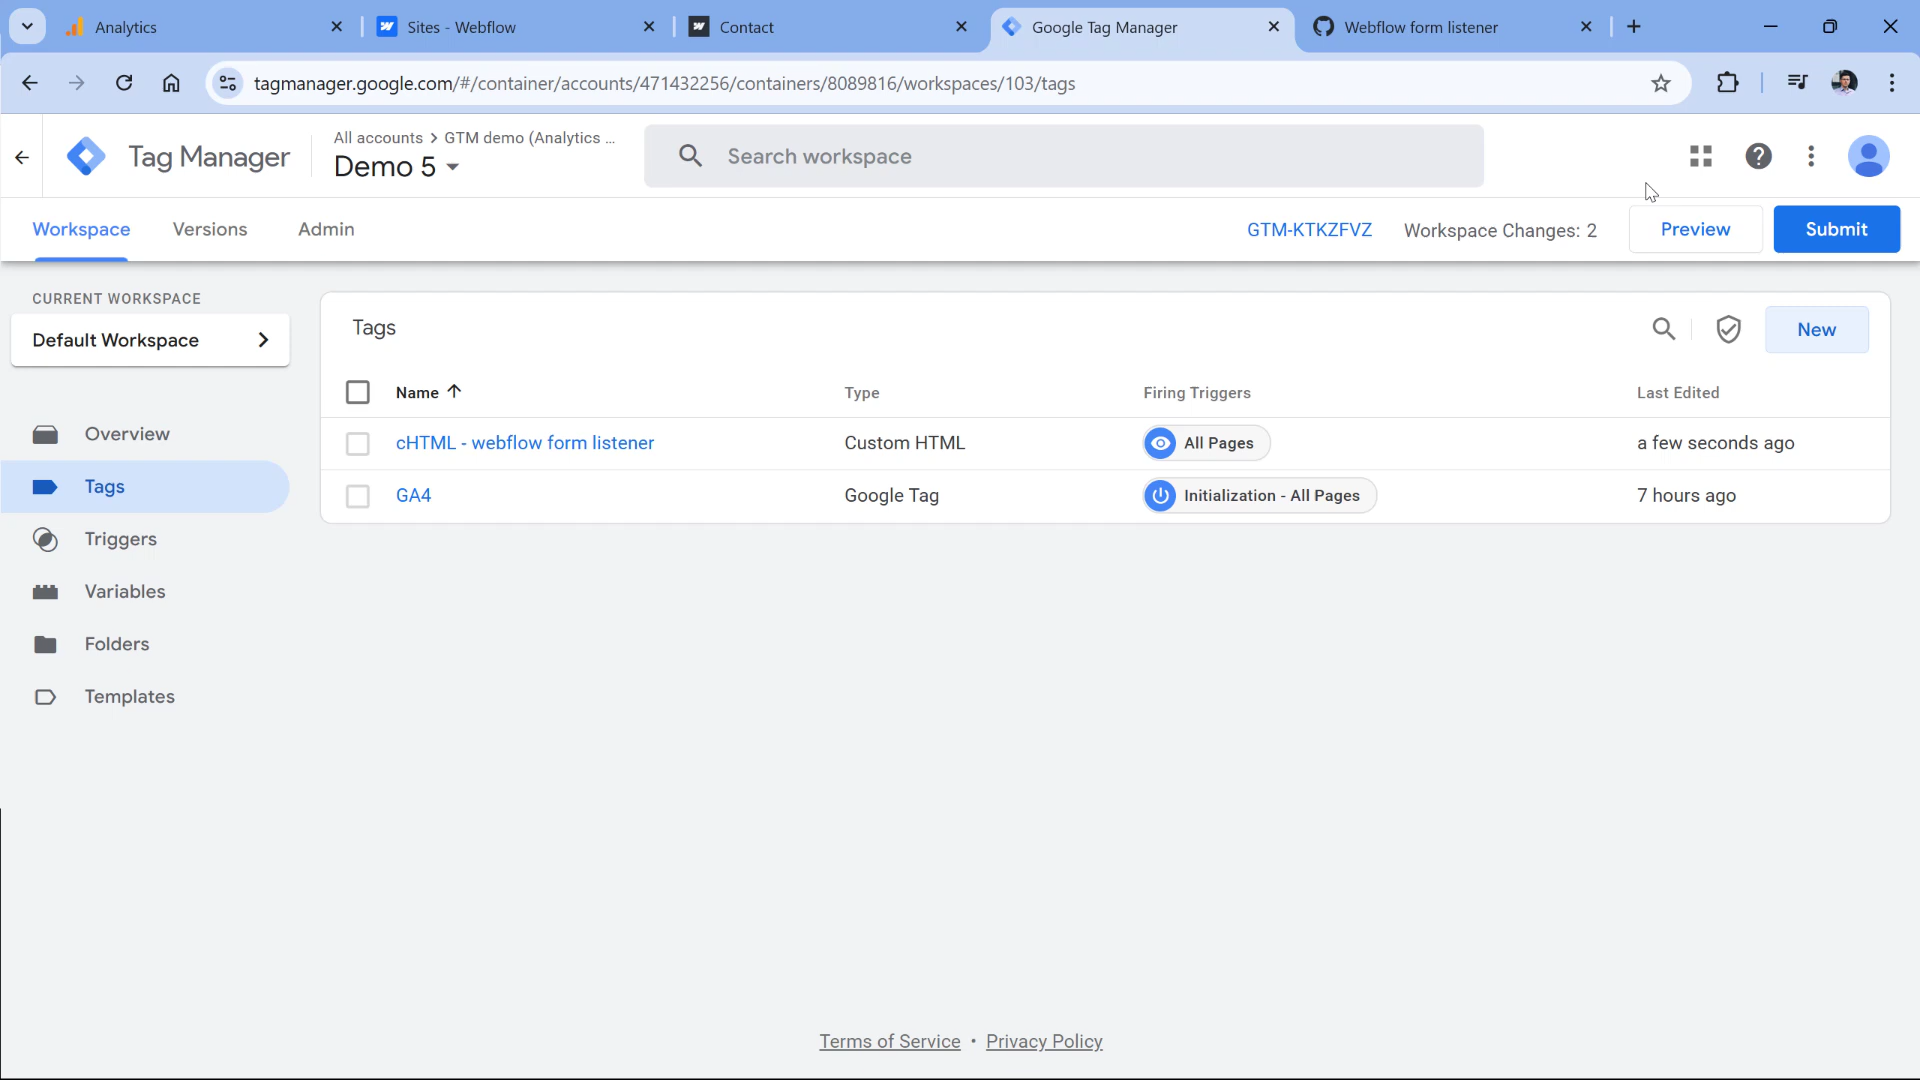 Analytics
Sites - Webflow
Contact
Google Tag Manager
Webflow form listener
tagmanager.google.com/#/container/accounts/471432256/containers/8089816/workspaces/103/tags
Tag Manager
All accounts > GTM demo (Analytics ...
Demo 5
Search workspace
Workspace
Versions
Admin
GTM-KTKZFVZ
Workspace Changes: 2
Preview
Submit
CURRENT WORKSPACE
Default Workspace
Overview
Tags
Triggers
Variables
Folders
Templates
Tags
New
Name
Type
Firing Triggers
Last Edited
cHTML - webflow form listener
Custom HTML
All Pages
a few seconds ago
GA4
Google Tag
Initialization - All Pages
7 hours ago
Terms of Service • Privacy Policy